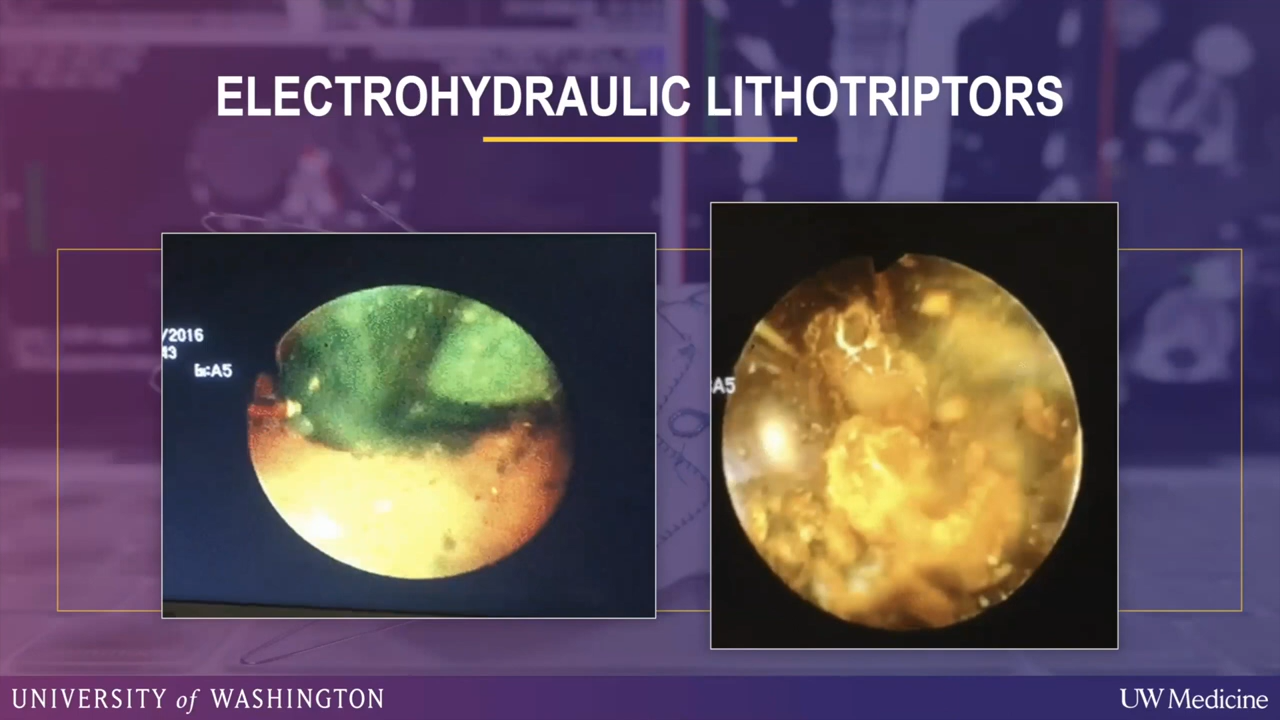 ELECTROHYDRAULIC LITHOTRIPTORS
/2016
43
A5
A5
UNIVERSITY of WASHINGTON
UW Medicine